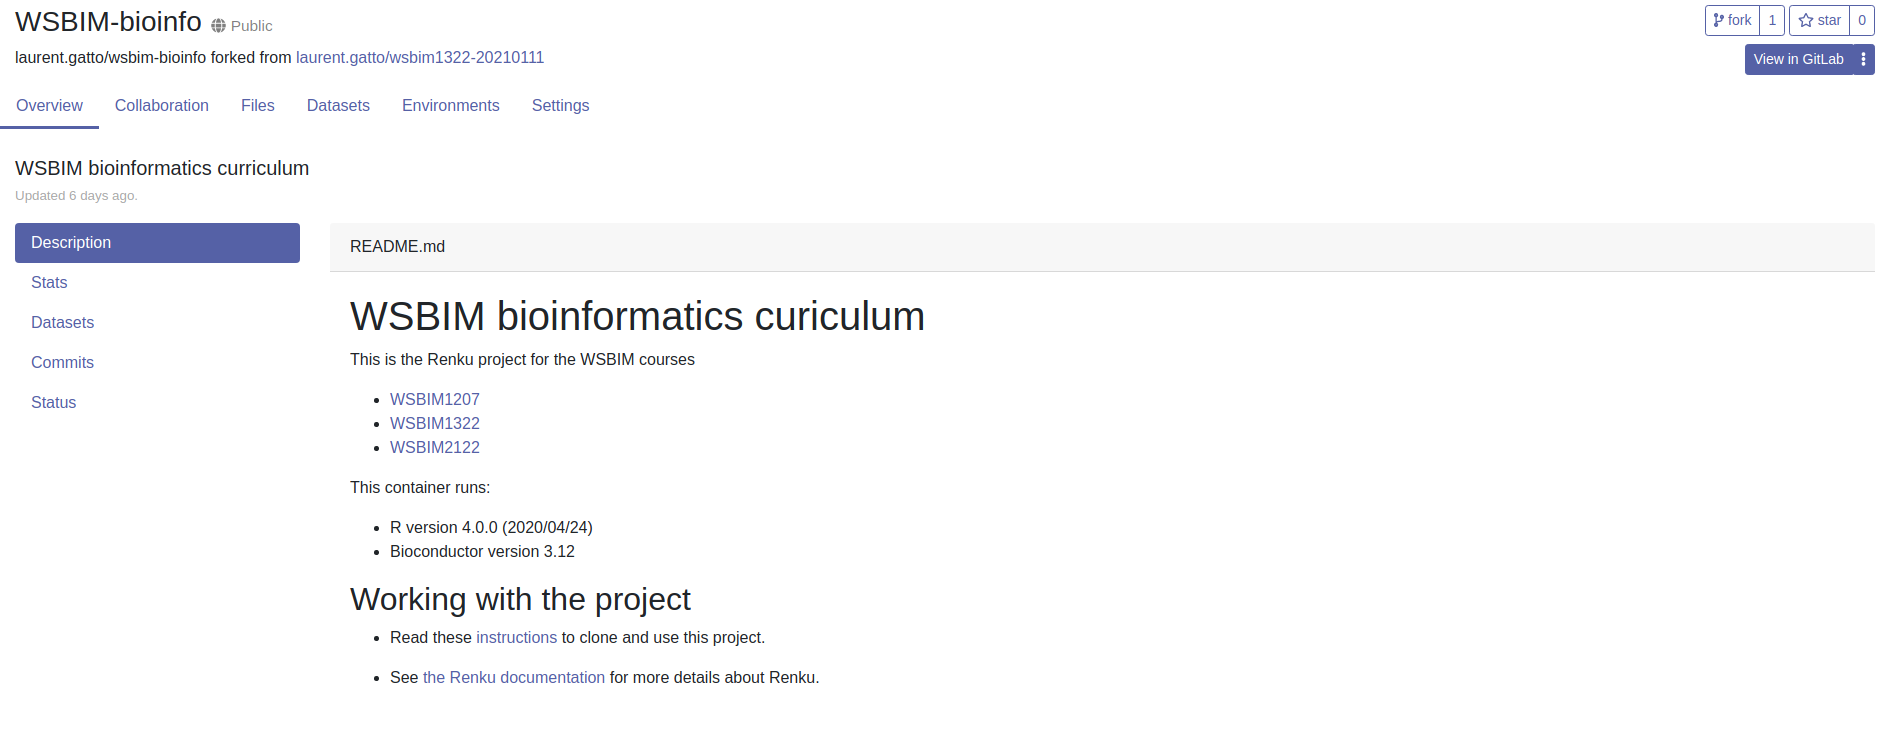 WSBIM-bioinfo Public
fork 1 star 0
laurent.gatto/wsbim-bioinfo forked from laurent.gatto/wsbim1322-20210111
View in GitLab
Overview Collaboration Files Datasets Environments Settings
WSBIM bioinformatics curriculum
Updated 6 days ago.
Description
Stats
Datasets
Commits
Status
README.md
WSBIM bioinformatics curiculum
This is the Renku project for the WSBIM courses
WSBIM1207
WSBIM1322
WSBIM2122
This container runs:
R version 4.0.0 (2020/04/24)
Bioconductor version 3.12
Working with the project
Read these instructions to clone and use this project.
See the Renku documentation for more details about Renku.